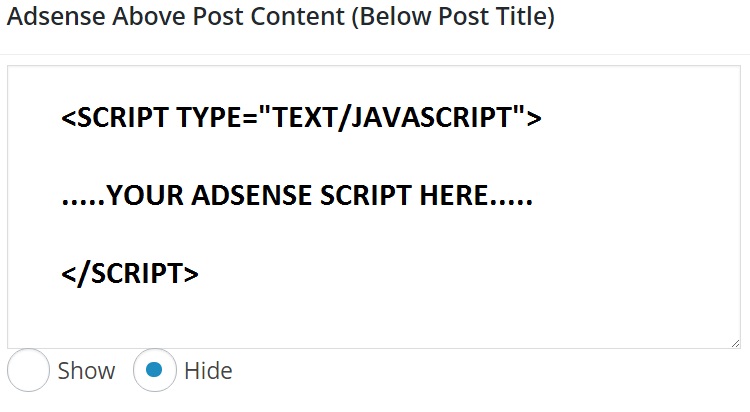 Adsense Above Post Content (Below Post Title)
<SCRIPT TYPE="TEXT/JAVASCRIPT">
.....YOUR ADSENSE SCRIPT HERE.....
</SCRIPT>
Show Hide